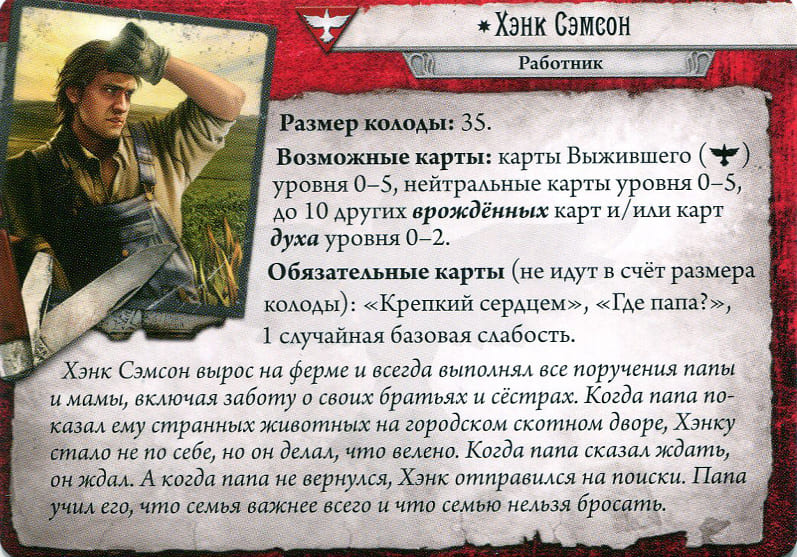 ✷Хэнк Сэмсон
Работник
Размер колоды: 35.
Возможные карты: карты Выжившего ( )
уровня 0–5, нейтральные карты уровня 0–5,
до 10 других врождённых карт и/или карт
духа уровня 0–2.
Обязательные карты (не идут в счёт размера
колоды): «Крепкий сердцем», «Где папа?»,
1 случайная базовая слабость.
Хэнк Сэмсон вырос на ферме и всегда выполнял все поручения папы
и мамы, включая заботу о своих братьях и сёстрах. Когда папа по-
казал ему странных животных на городском скотном дворе, Хэнку
стало не по себе, но он делал, что велено. Когда папа сказал ждать,
он ждал. А когда папа не вернулся, Хэнк отправился на поиски. Папа
учил его, что семья важнее всего и что семью нельзя бросать.